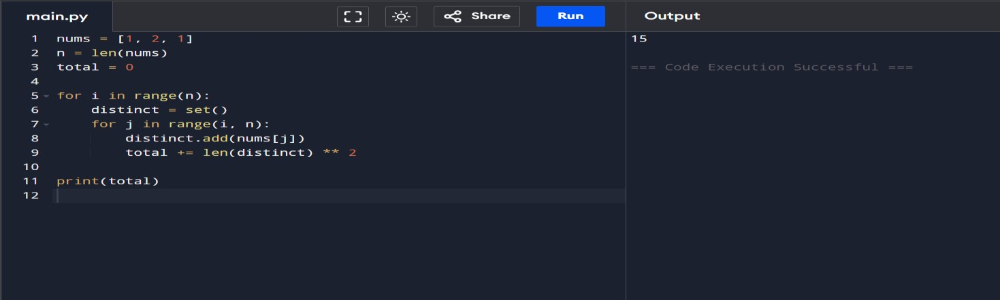 main.py Share Run Output
1 nums = [1, 2, 1]
2 n = len(nums)
3 total = 0
4
5 for i in range(n):
6     distinct = set()
7     for j in range(i, n):
8         distinct.add(nums[j])
9         total += len(distinct) ** 2
10
11 print(total)
12
15
=== Code Execution Successful ===